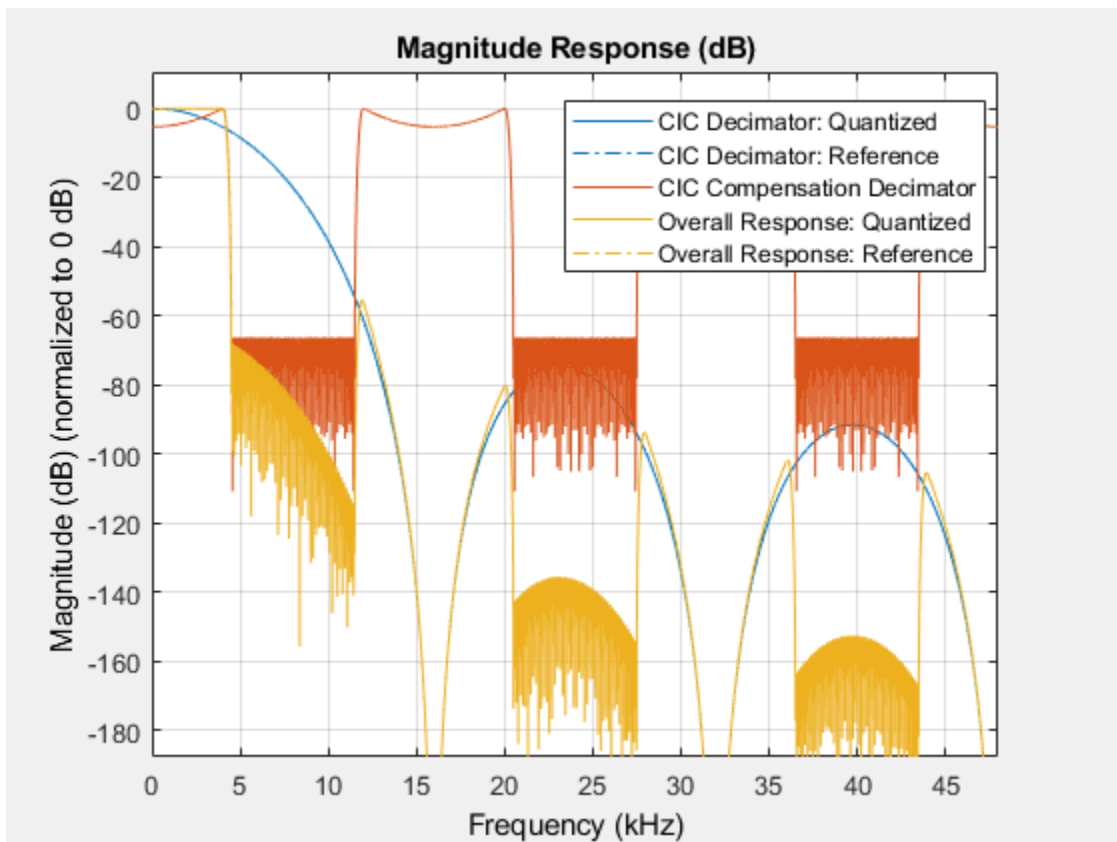 Magnitude Response (dB)
CIC Decimator: Quantized
CIC Decimator: Reference
CIC Compensation Decimator
Overall Response: Quantized
Overall Response: Reference
Magnitude (dB) (normalized to 0 dB)
0
-20
-40
-60
-80
-100
-120
-140
-160
-180
0 5 10 15 20 25 30 35 40 45
Frequency (kHz)